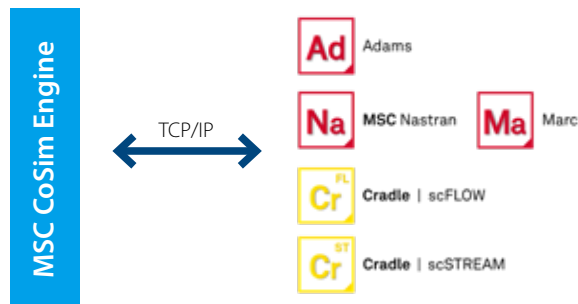 MSC CoSim Engine
TCP/IP
Ad Adams
Na MSC Nastran Ma Marc
FL
Cr Cradle | scFLOW
ST
Cr Cradle | scSTREAM